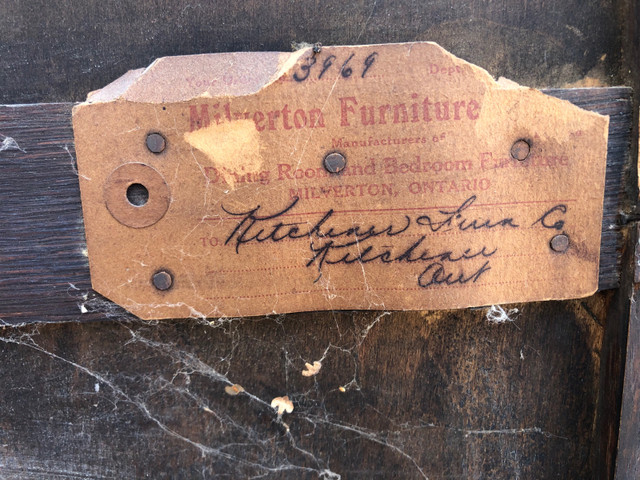 Your Order 3969 Dept
Milverton Furniture
Manufacturers of
Dining Room and Bedroom Furniture
MILVERTON, ONTARIO
TO Kitchener Furn Co
Kitchener
Ont